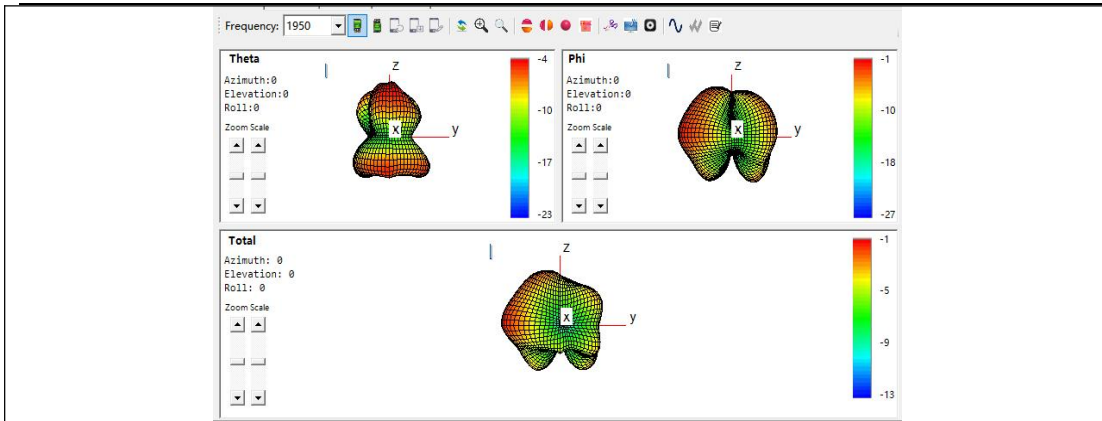 Frequency: 1950
Theta
Azimuth:0
Elevation:0
Roll:0
Zoom Scale
z
x
y
-4
-10
-17
-23
Phi
Azimuth:0
Elevation:0
Roll:0
Zoom Scale
z
x
y
-1
-10
-18
-27
Total
Azimuth: 0
Elevation: 0
Roll: 0
Zoom Scale
z
x
y
-1
-5
-9
-13